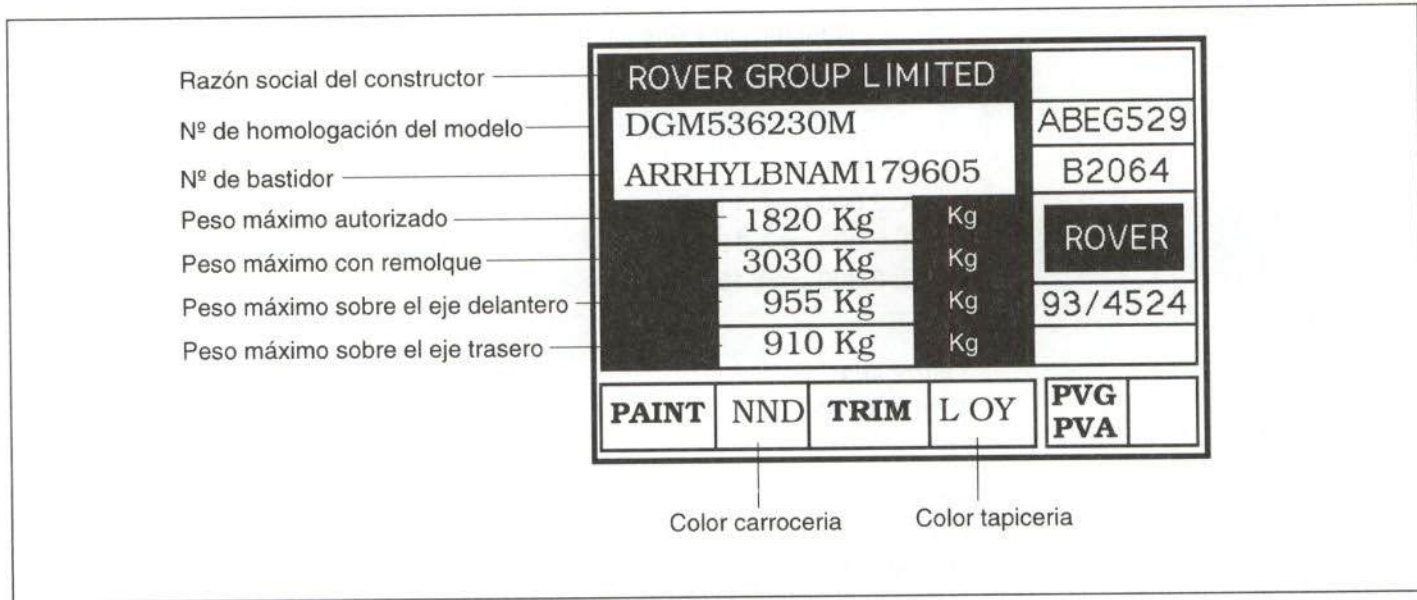 Razón social del constructor
Nº de homologación del modelo
Nº de bastidor
Peso máximo autorizado
Peso máximo con remolque
Peso máximo sobre el eje delantero
Peso máximo sobre el eje trasero
ROVER GROUP LIMITED
DGM536230M
ABEG529
ARRHYLBNAM179605
B2064
1820 Kg Kg
ROVER
3030 Kg Kg
955 Kg Kg
93/4524
910 Kg Kg
PAINT NND TRIM L OY PVG
PVA
Color carroceria Color tapiceria